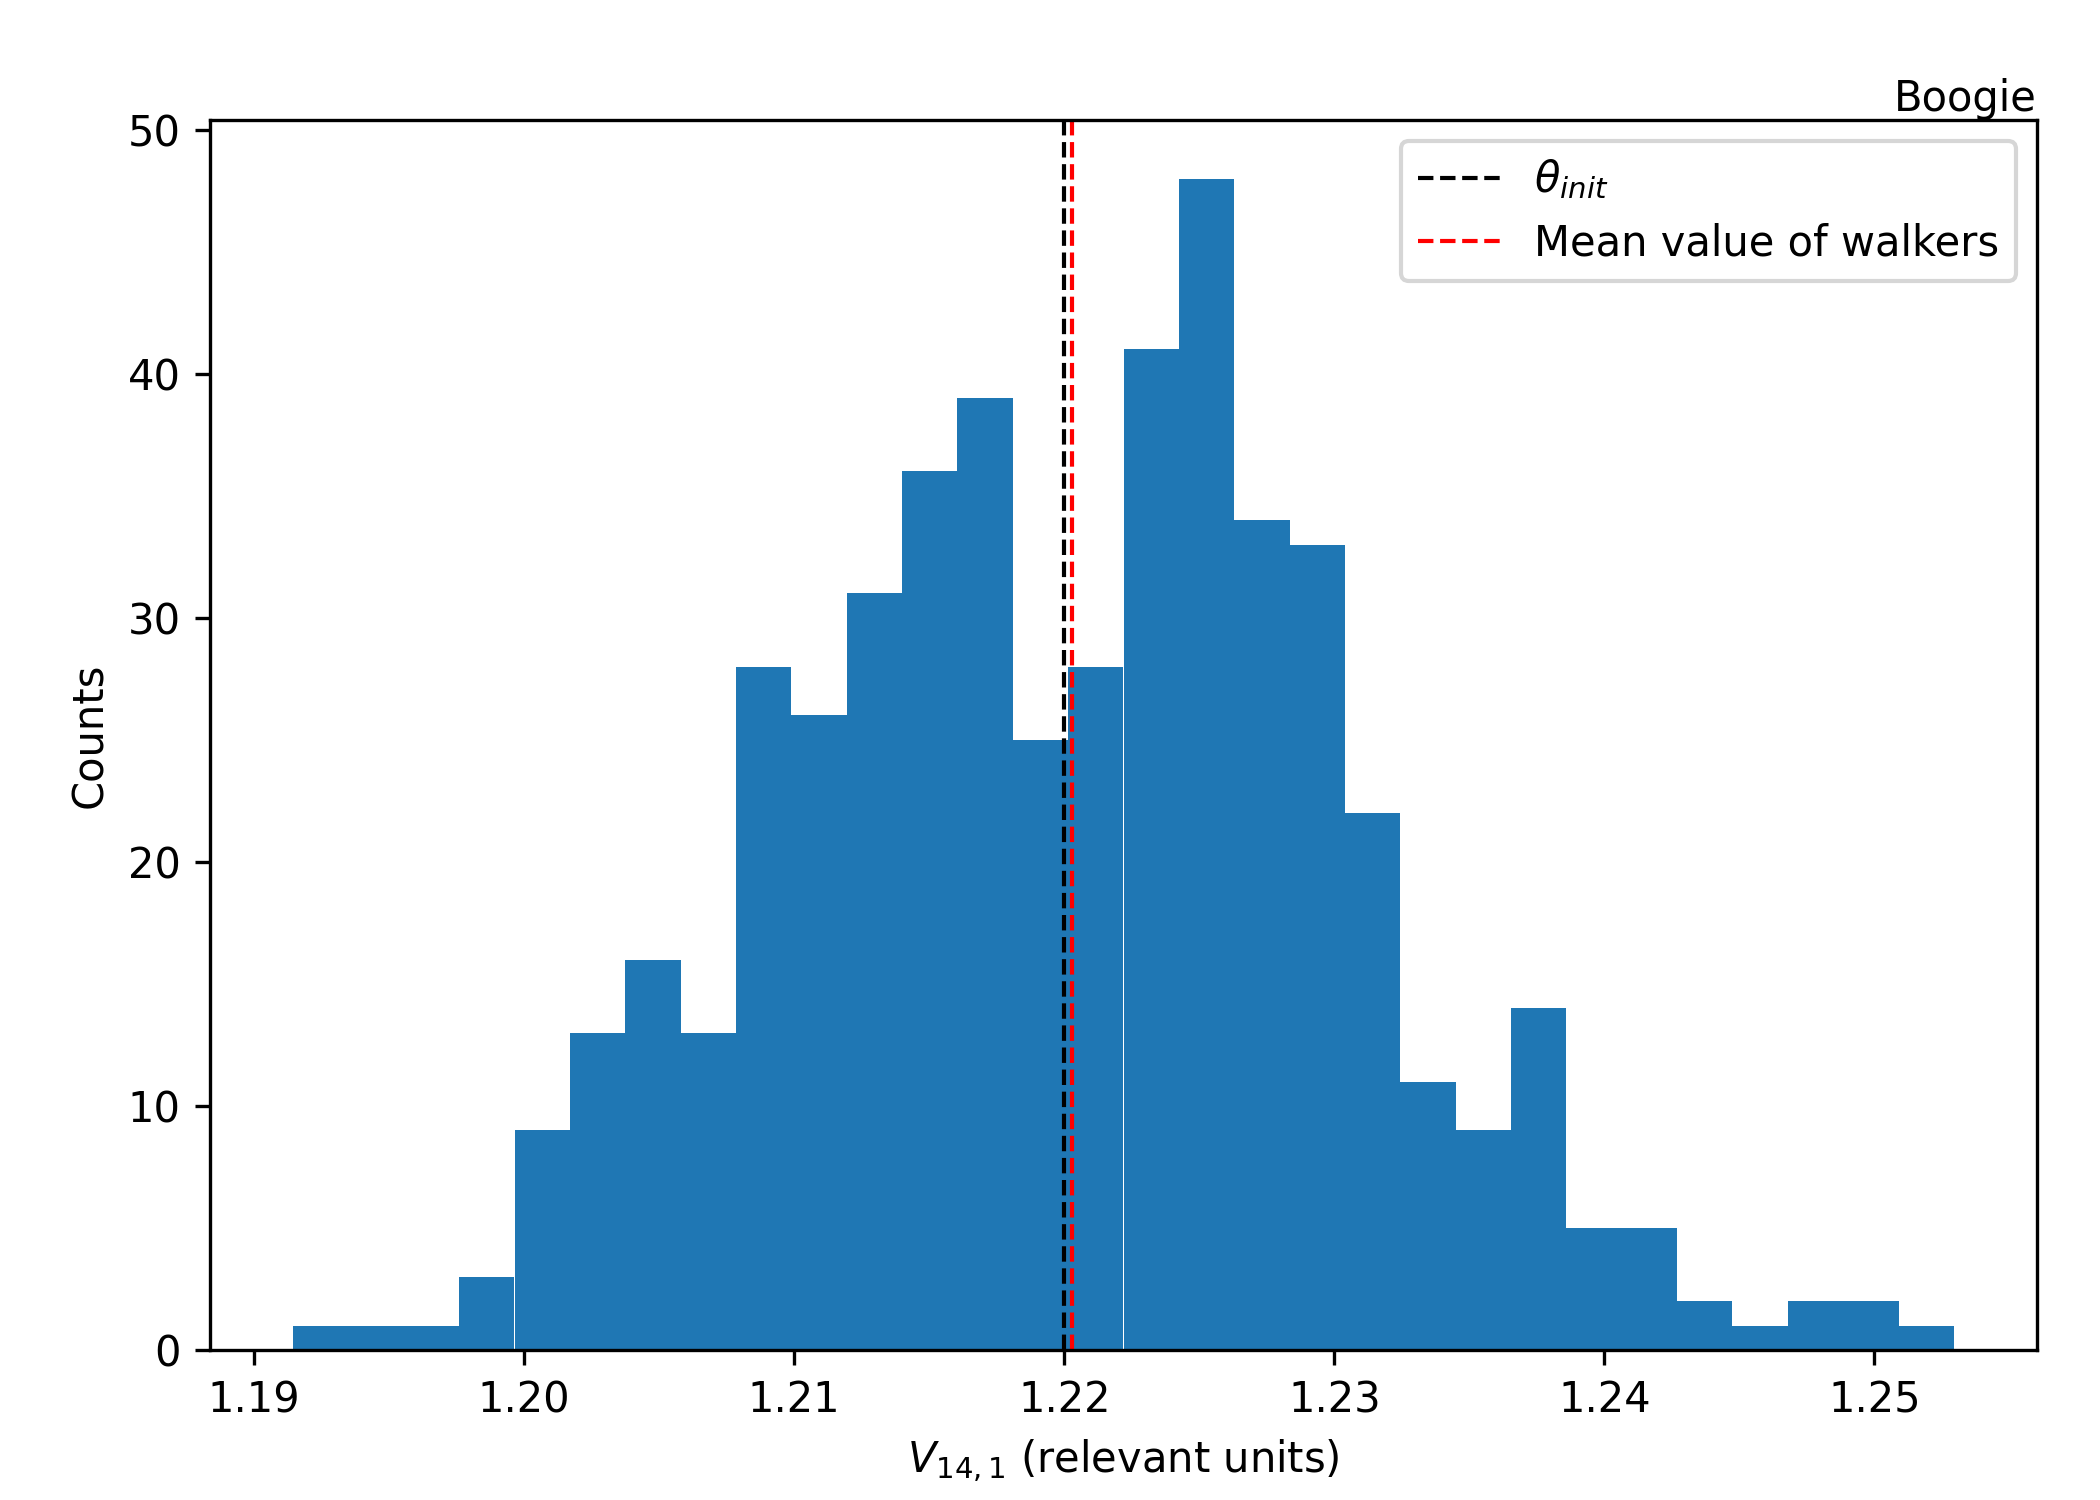 Boogie
50
40
30
20
10
0
Counts
θinit
Mean value of walkers
1.19 1.20 1.21 1.22 1.23 1.24 1.25
V14, 1 (relevant units)